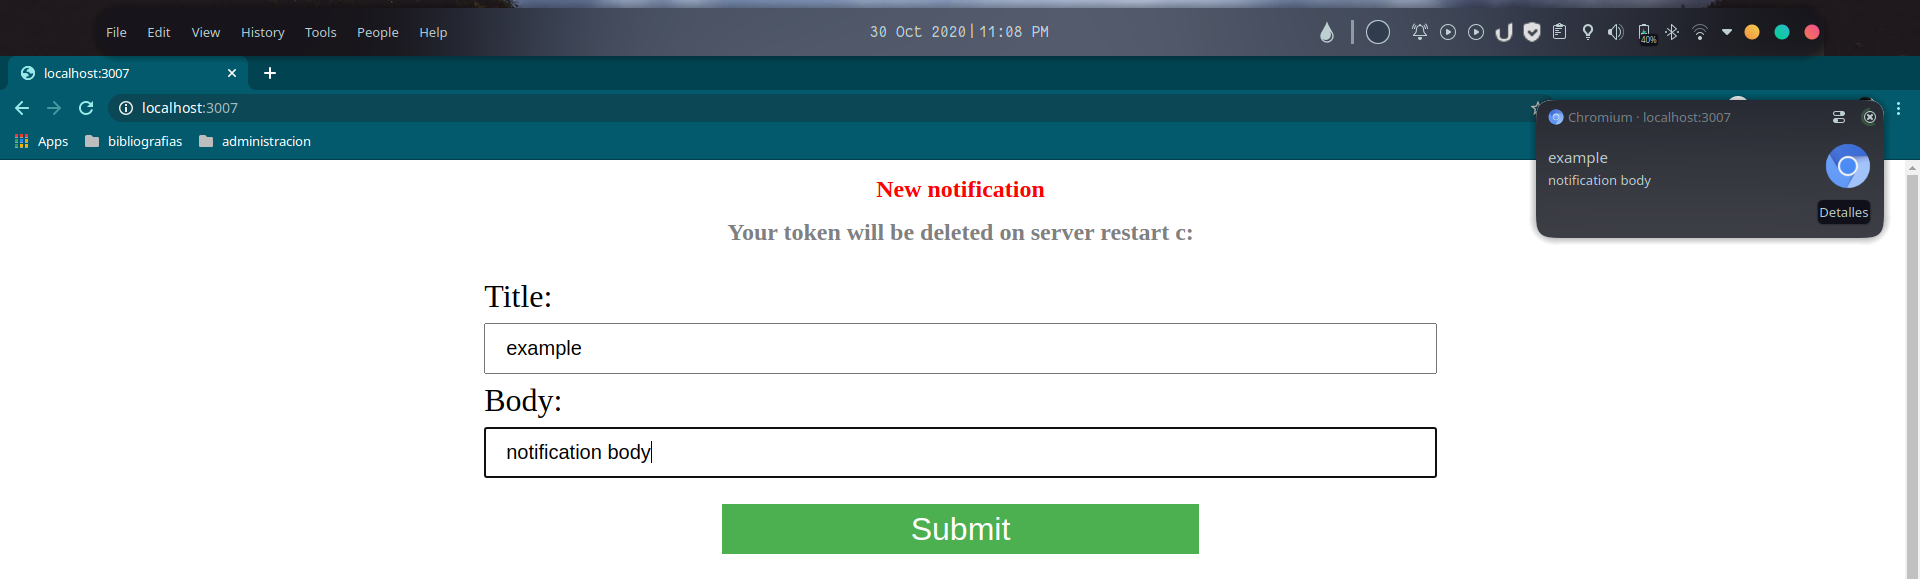 File Edit View History Tools People Help
30 Oct 2020 | 11:08 PM
40%
localhost:3007
localhost:3007
Apps bibliografias administracion
Chromium · localhost:3007
example
notification body
Detalles
New notification
Your token will be deleted on server restart c:
Title:
example
Body:
notification body
Submit